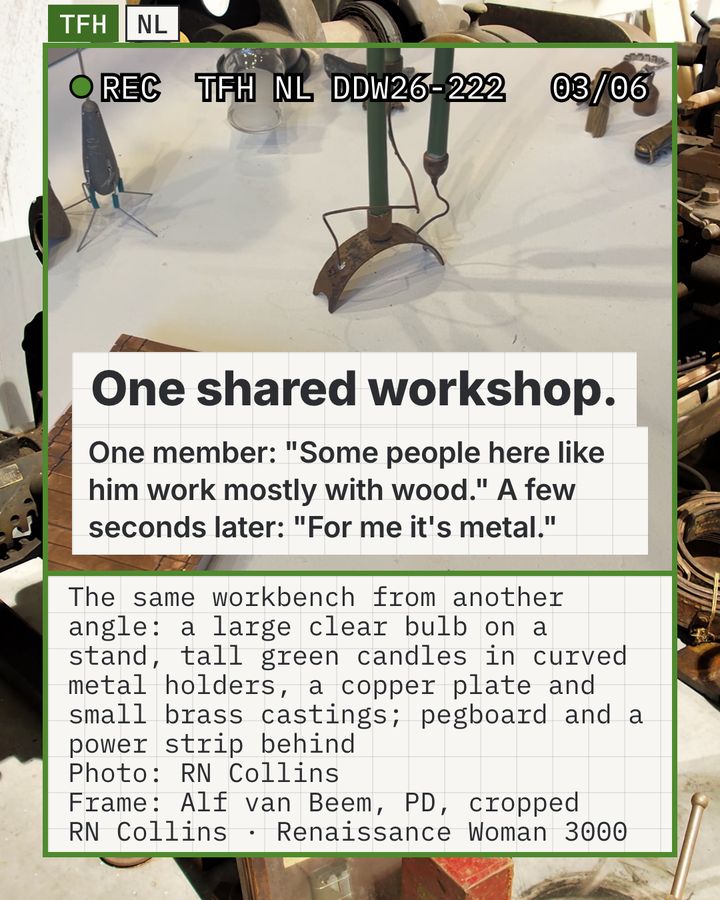 TFH NL
REC TFH NL DDW26-222 03/06
One shared workshop.
One member: "Some people here like
him work mostly with wood." A few
seconds later: "For me it's metal."
The same workbench from another
angle: a large clear bulb on a
stand, tall green candles in curved
metal holders, a copper plate and
small brass castings; pegboard and a
power strip behind
Photo: RN Collins
Frame: Alf van Beem, PD, cropped
RN Collins · Renaissance Woman 3000